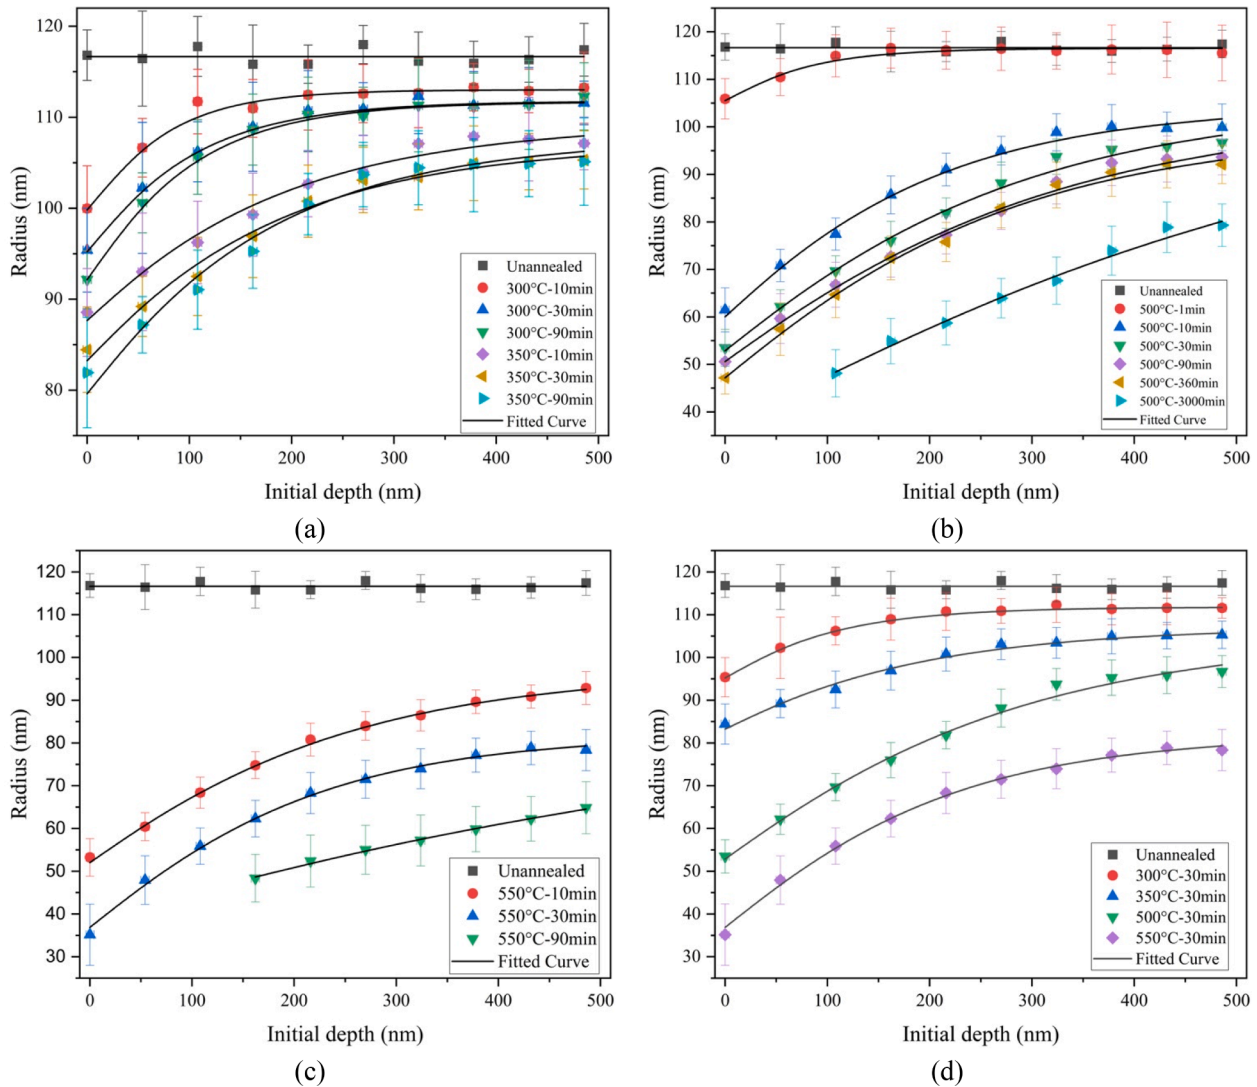 120
110
100
90
80
Radius (nm)
Unannealed
300°C-10min
300°C-30min
300°C-90min
350°C-10min
350°C-30min
350°C-90min
Fitted Curve
0 100 200 300 400 500
Initial depth (nm)
(a)
120
110
100
90
80
70
60
50
40
Radius (nm)
Unannealed
500°C-1min
500°C-10min
500°C-30min
500°C-90min
500°C-360min
500°C-3000min
Fitted Curve
0 100 200 300 400 500
Initial depth (nm)
(b)
120
110
100
90
80
70
60
50
40
30
Radius (nm)
Unannealed
550°C-10min
550°C-30min
550°C-90min
Fitted Curve
0 100 200 300 400 500
Initial depth (nm)
(c)
120
110
100
90
80
70
60
50
40
30
Radius (nm)
Unannealed
300°C-30min
350°C-30min
500°C-30min
550°C-30min
Fitted Curve
0 100 200 300 400 500
Initial depth (nm)
(d)